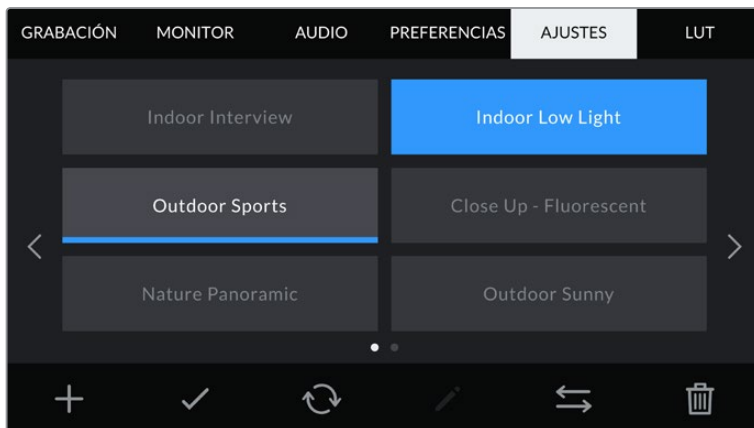 GRABACIÓN MONITOR AUDIO PREFERENCIAS AJUSTES LUT
Indoor Interview Indoor Low Light
Outdoor Sports Close Up - Fluorescent
Nature Panoramic Outdoor Sunny